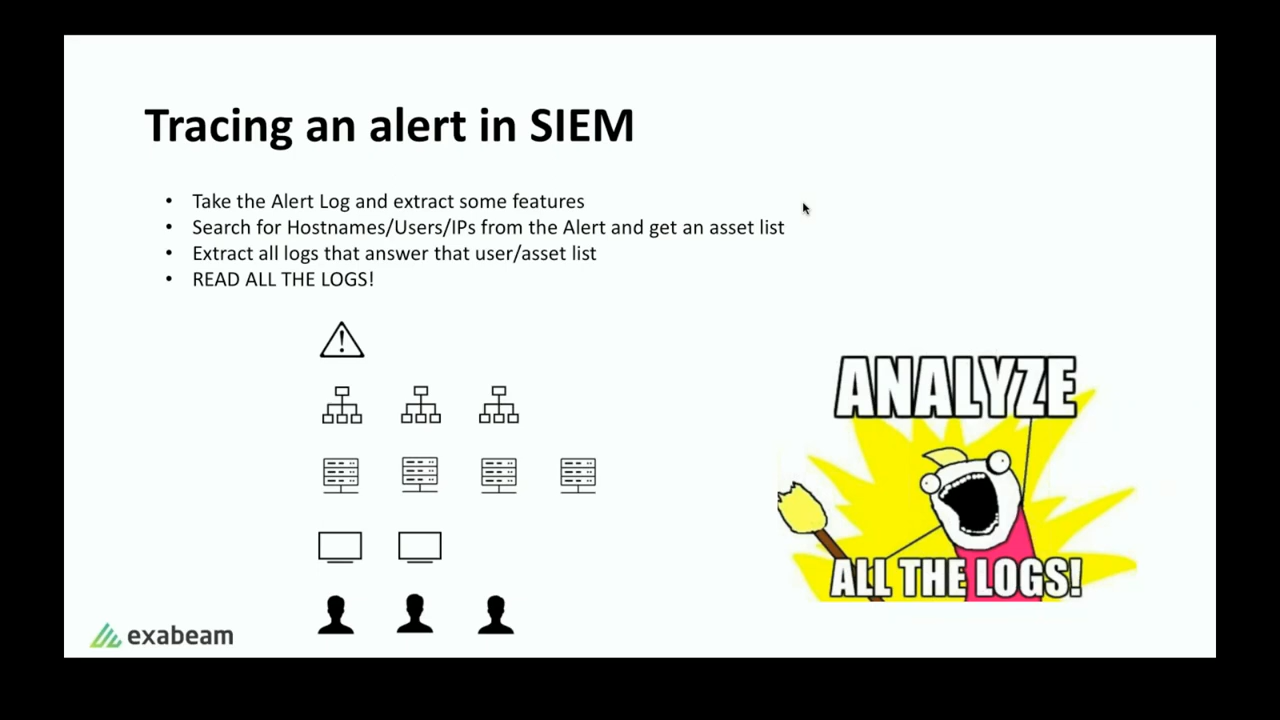 Tracing an alert in SIEM
• Take the Alert Log and extract some features
• Search for Hostnames/Users/IPs from the Alert and get an asset list
• Extract all logs that answer that user/asset list
• READ ALL THE LOGS!
ANALYZE
ALL THE LOGS!
exabeam